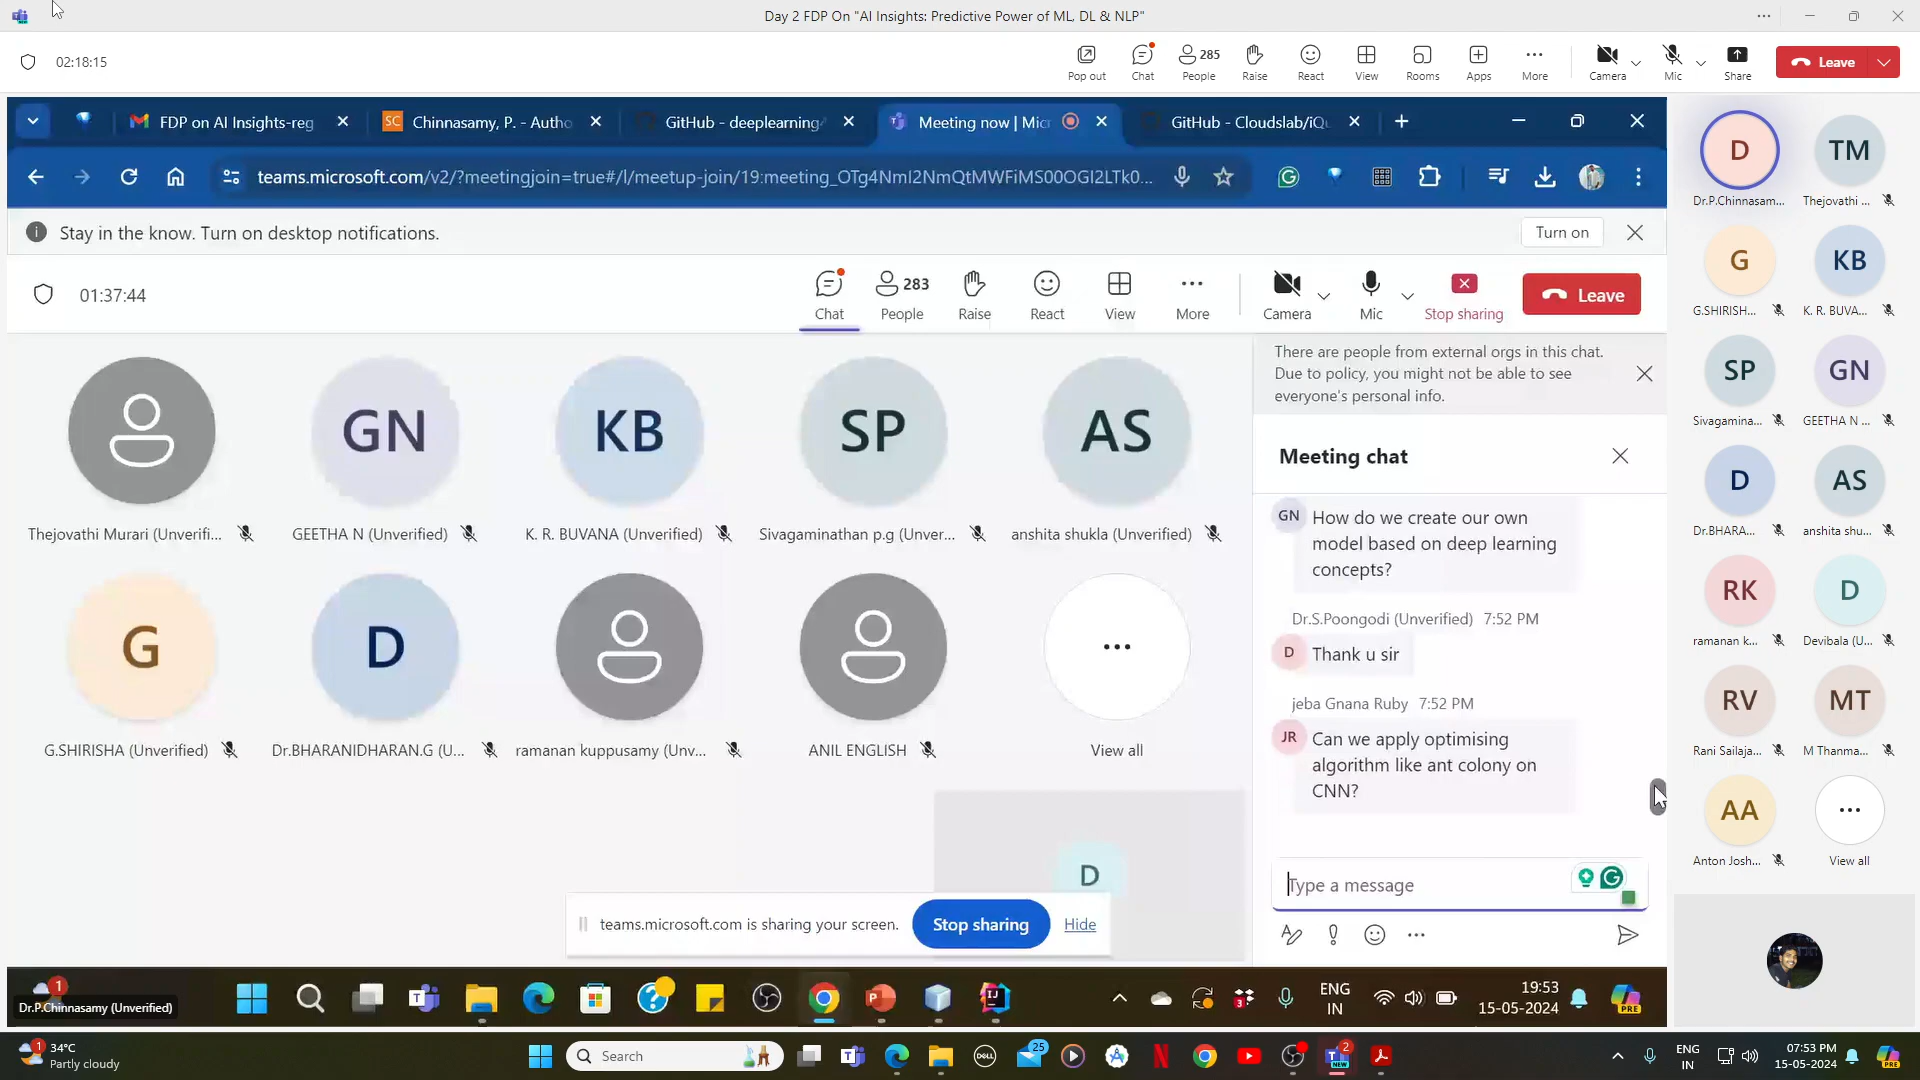 Day 2 FDP On "AI Insights: Predictive Power of ML, DL & NLP"
02:18:15
Pop out
Chat
285
People
Raise
React
View
Rooms
Apps
More
Camera
Mic
Share
Leave
FDP on AI Insights-reg
SC
Chinnasamy, P. - Autho
GitHub - deeplearning
Meeting now | Mic
GitHub - Cloudslab/iQu
teams.microsoft.com/v2/?meetingjoin=true#/l/meetup-join/19:meeting_OTg4NmI2NmQtMWFiMS00OGI2LTk0...
Stay in the know. Turn on desktop notifications.
Turn on
01:37:44
Chat
283
People
Raise
React
View
More
Camera
Mic
Stop sharing
Leave
There are people from external orgs in this chat.
Due to policy, you might not be able to see
everyone's personal info.
Meeting chat
GN
How do we create our own
model based on deep learning
concepts?
Dr.S.Poongodi (Unverified) 7:52 PM
D
Thank u sir
jeba Gnana Ruby 7:52 PM
JR
Can we apply optimising
algorithm like ant colony on
CNN?
Type a message
GN
KB
SP
AS
Thejovathi Murari (Unverifi...
GEETHA N (Unverified)
K. R. BUVANA (Unverified)
Sivagaminathan p.g (Unver...
anshita shukla (Unverified)
G
D
G.SHIRISHA (Unverified)
Dr.BHARANIDHARAN.G (U...
ramanan kuppusamy (Unv...
ANIL ENGLISH
View all
D
teams.microsoft.com is sharing your screen.
Stop sharing
Hide
D
TM
Dr.P.Chinnasam...
Thejovathi ...
G
KB
G.SHIRISH...
K. R. BUVA...
SP
GN
Sivagamina...
GEETHA N ...
D
AS
Dr.BHARA...
anshita shu...
RK
D
ramanan k...
Devibala (U...
RV
MT
Rani Sailaja...
M Thanma...
AA
Anton Josh...
View all
1
Dr.P.Chinnasamy (Unverified)
ENG
IN
19:53
15-05-2024
PRE
1
34°C
Partly cloudy
Search
DELL
25
2
ENG
IN
07:53 PM
15-05-2024
PRE